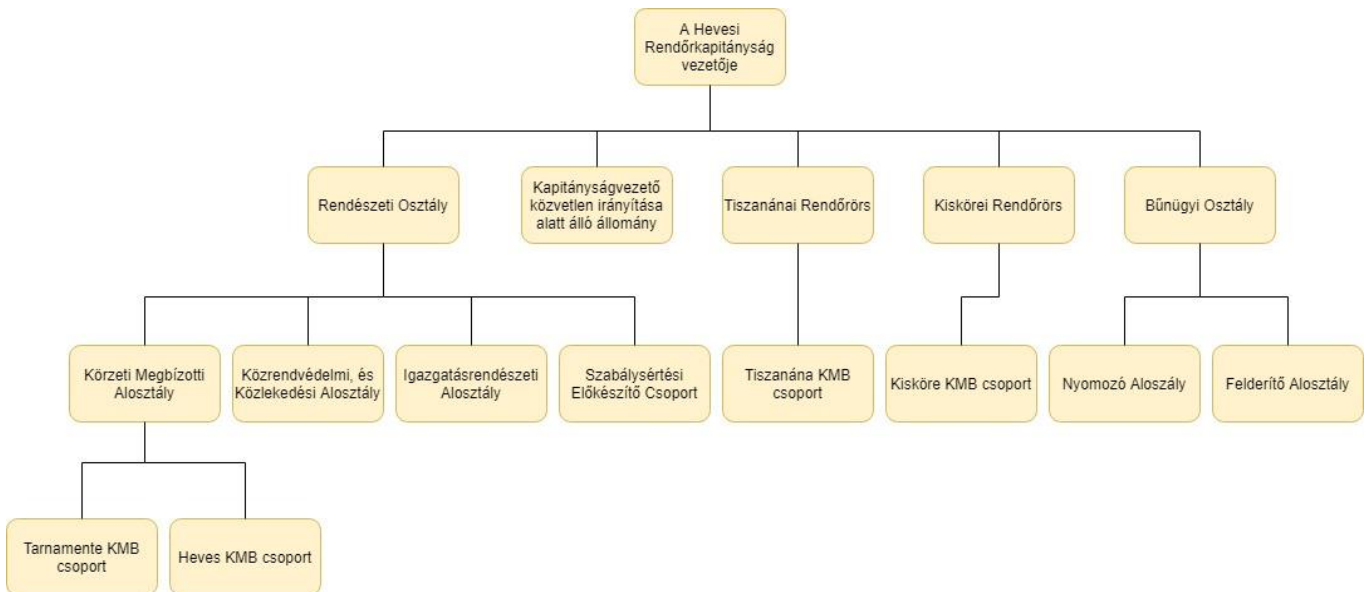 A Hevesi
Rendőrkapitányság
vezetője
Rendészeti Osztály
Kapitányságvezető
közvetlen irányítása
alatt álló állomány
Tiszanánai Rendőrörs
Kiskörei Rendőrörs
Bűnügyi Osztály
Körzeti Megbízotti
Alosztály
Közrendvédelmi, és
Közlekedési Alosztály
Igazgatásrendészeti
Alosztály
Szabálysértési
Előkészítő Csoport
Tiszanána KMB
csoport
Kisköre KMB csoport
Nyomozó Aloszály
Felderítő Alosztály
Tarnamente KMB
csoport
Heves KMB csoport